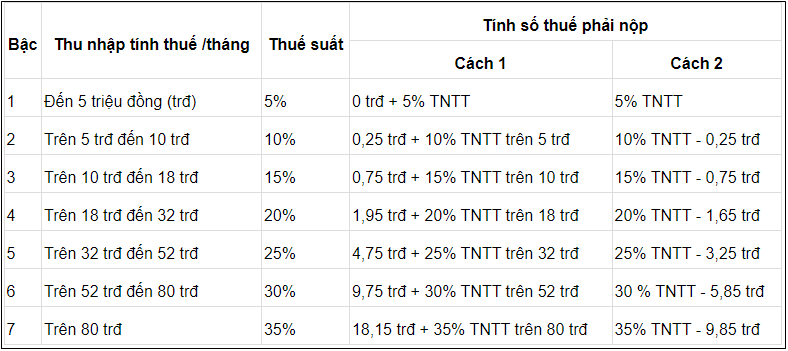 Tính số thuế phải nộp
Bậc Thu nhập tính thuế /tháng Thuế suất
Cách 1 Cách 2
1 Đến 5 triệu đồng (trđ) 5% 0 trđ + 5% TNTT 5% TNTT
2 Trên 5 trđ đến 10 trđ 10% 0,25 trđ + 10% TNTT trên 5 trđ 10% TNTT - 0,25 trđ
3 Trên 10 trđ đến 18 trđ 15% 0,75 trđ + 15% TNTT trên 10 trđ 15% TNTT - 0,75 trđ
4 Trên 18 trđ đến 32 trđ 20% 1,95 trđ + 20% TNTT trên 18 trđ 20% TNTT - 1,65 trđ
5 Trên 32 trđ đến 52 trđ 25% 4,75 trđ + 25% TNTT trên 32 trđ 25% TNTT - 3,25 trđ
6 Trên 52 trđ đến 80 trđ 30% 9,75 trđ + 30% TNTT trên 52 trđ 30 % TNTT - 5,85 trđ
7 Trên 80 trđ 35% 18,15 trđ + 35% TNTT trên 80 trđ 35% TNTT - 9,85 trđ